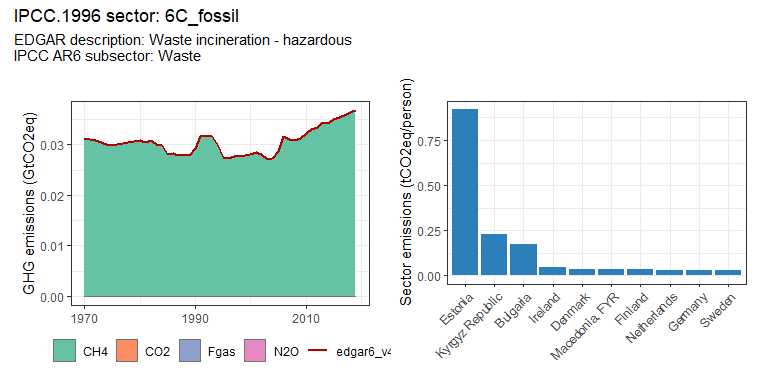 IPCC.1996 sector: 6C_fossil
EDGAR description: Waste incineration - hazardous
IPCC AR6 subsector: Waste
GHG emissions (GtCO2eq)
0.03
0.02
0.01
0.00
1970
1990
2010
CH4
CO2
Fgas
N2O
edgar6_v4
Sector emissions (tCO2eq/person)
0.75
0.50
0.25
0.00
Estonia
Kyrgyz Republic
Bulgaria
Ireland
Denmark
Macedonia, FYR
Finland
Netherlands
Germany
Sweden